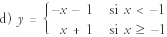 d) y = { −x − 1 si x < −1
x + 1 si x ≥ −1